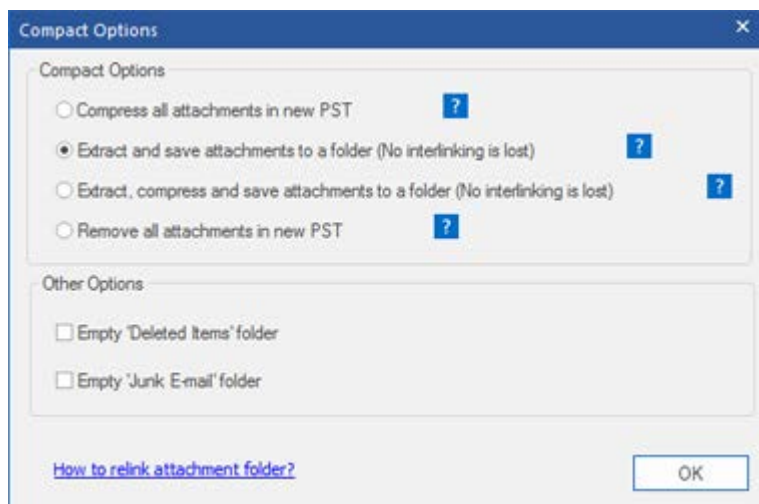 Compact Options
Compact Options
Compress all attachments in new PST ?
Extract and save attachments to a folder (No interlinking is lost) ?
Extract, compress and save attachments to a folder (No interlinking is lost) ?
Remove all attachments in new PST ?
Other Options
Empty 'Deleted Items' folder
Empty 'Junk E-mail' folder
How to relink attachment folder?
OK